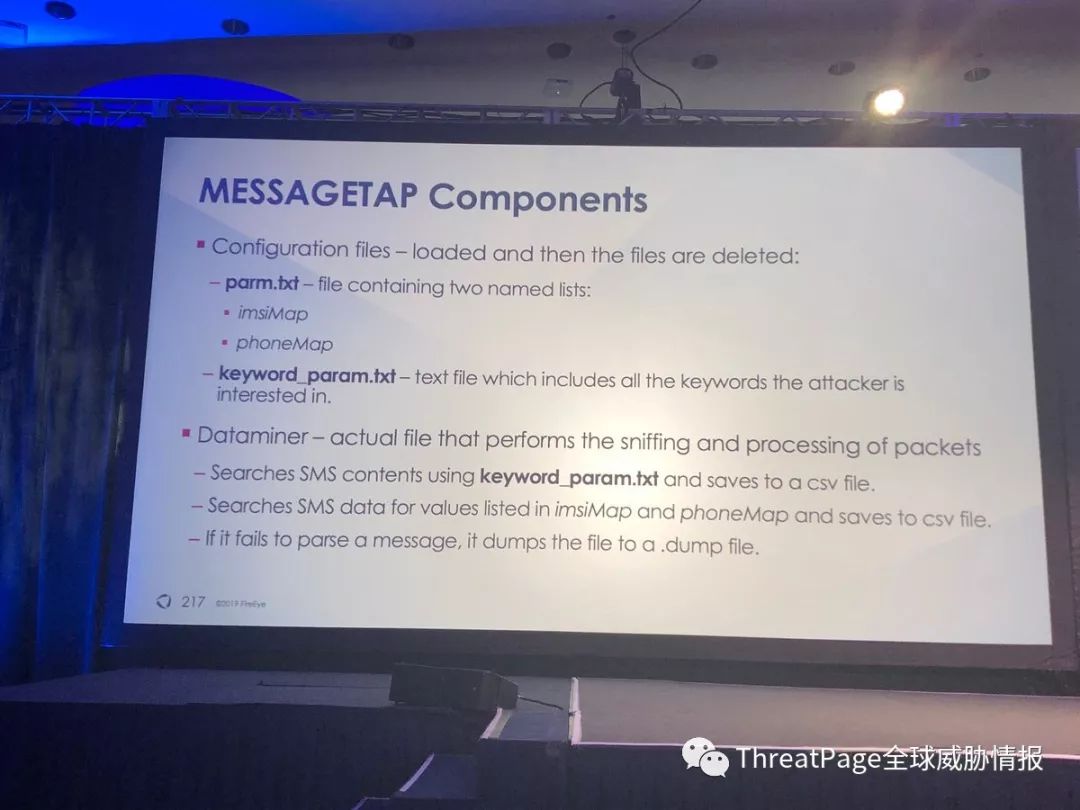 MESSAGETAP Components
▪ Configuration files – loaded and then the files are deleted:
– parm.txt – file containing two named lists:
▪ imsiMap
▪ phoneMap
– keyword_param.txt – text file which includes all the keywords the attacker is
interested in.
▪ Dataminer – actual file that performs the sniffing and processing of packets
– Searches SMS contents using keyword_param.txt and saves to a csv file.
– Searches SMS data for values listed in imsiMap and phoneMap and saves to csv file.
– If it fails to parse a message, it dumps the file to a .dump file.
217 ©2019 FireEye
ThreatPage全球威胁情报